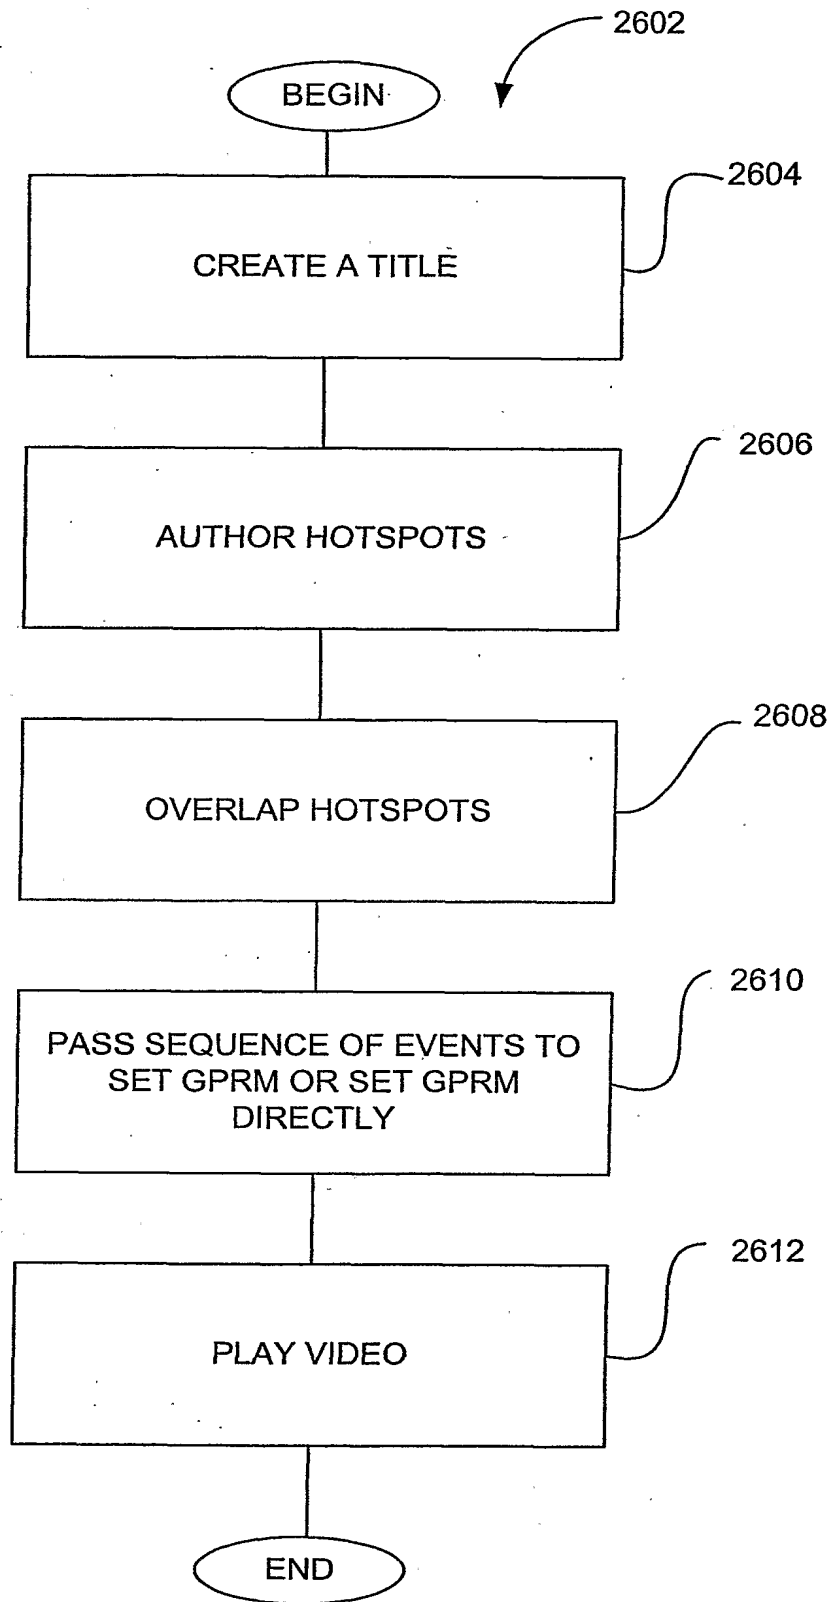 2602
BEGIN
2604
CREATE A TITLE
2606
AUTHOR HOTSPOTS
2608
OVERLAP HOTSPOTS
2610
PASS SEQUENCE OF EVENTS TO
SET GPRM OR SET GPRM
DIRECTLY
2612
PLAY VIDEO
END